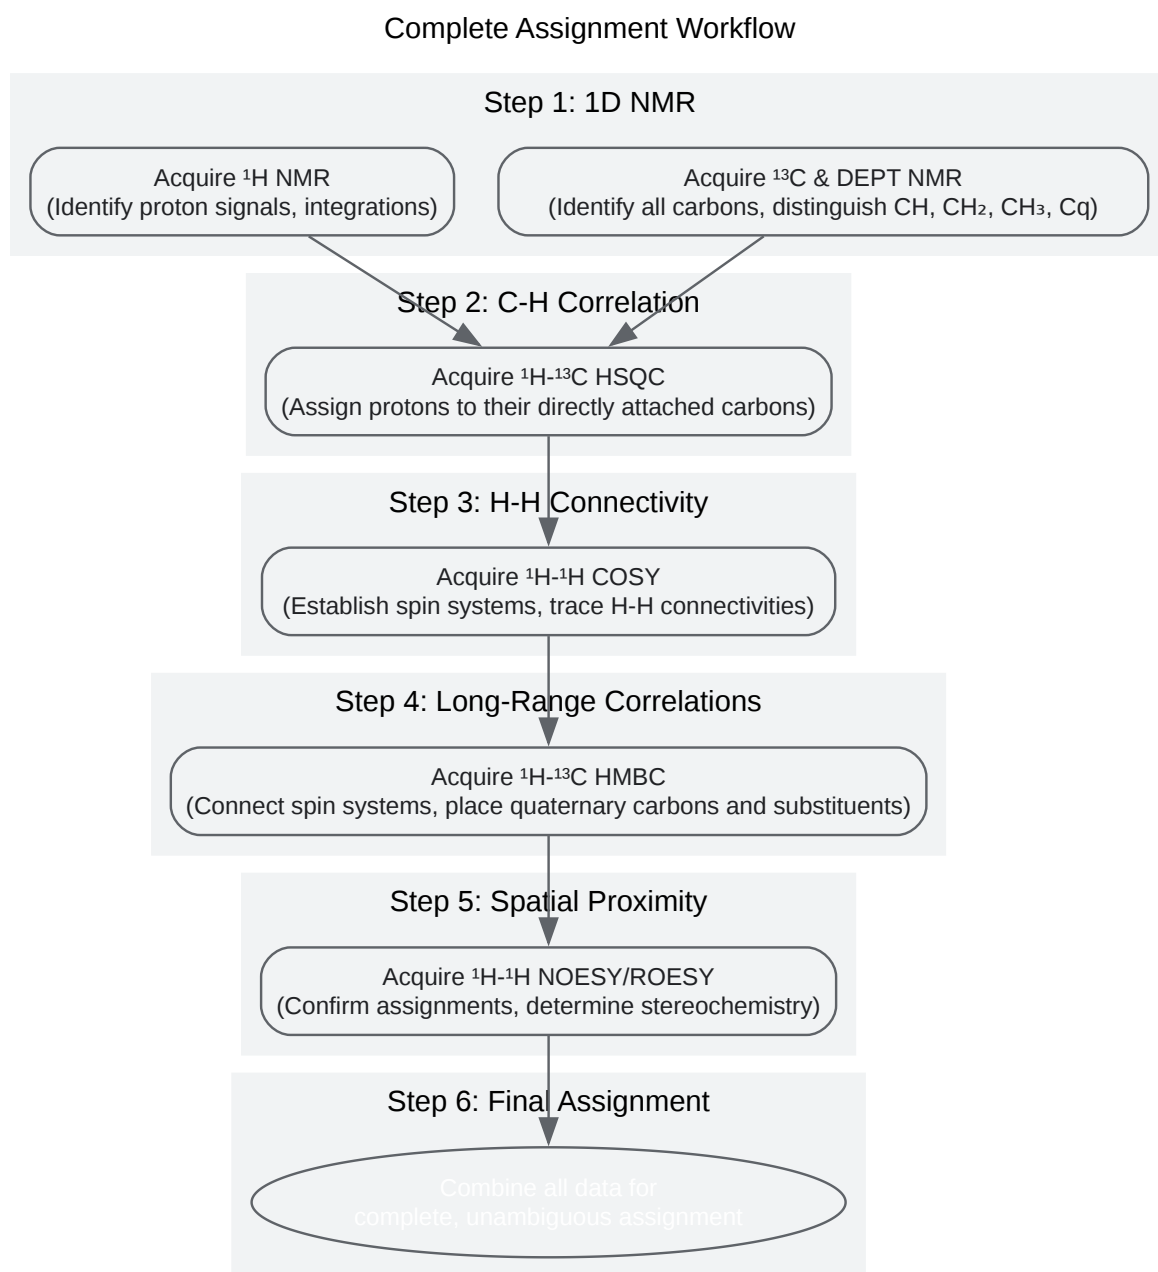 Complete Assignment Workflow
Step 1: 1D NMR
Acquire ¹H NMR
(Identify proton signals, integrations)
Acquire ¹³C & DEPT NMR
(Identify all carbons, distinguish CH, CH₂, CH₃, Cq)
Step 2: C-H Correlation
Acquire ¹H-¹³C HSQC
(Assign protons to their directly attached carbons)
Step 3: H-H Connectivity
Acquire ¹H-¹H COSY
(Establish spin systems, trace H-H connectivities)
Step 4: Long-Range Correlations
Acquire ¹H-¹³C HMBC
(Connect spin systems, place quaternary carbons and substituents)
Step 5: Spatial Proximity
Acquire ¹H-¹H NOESY/ROESY
(Confirm assignments, determine stereochemistry)
Step 6: Final Assignment
Combine all data for
complete, unambiguous assignment